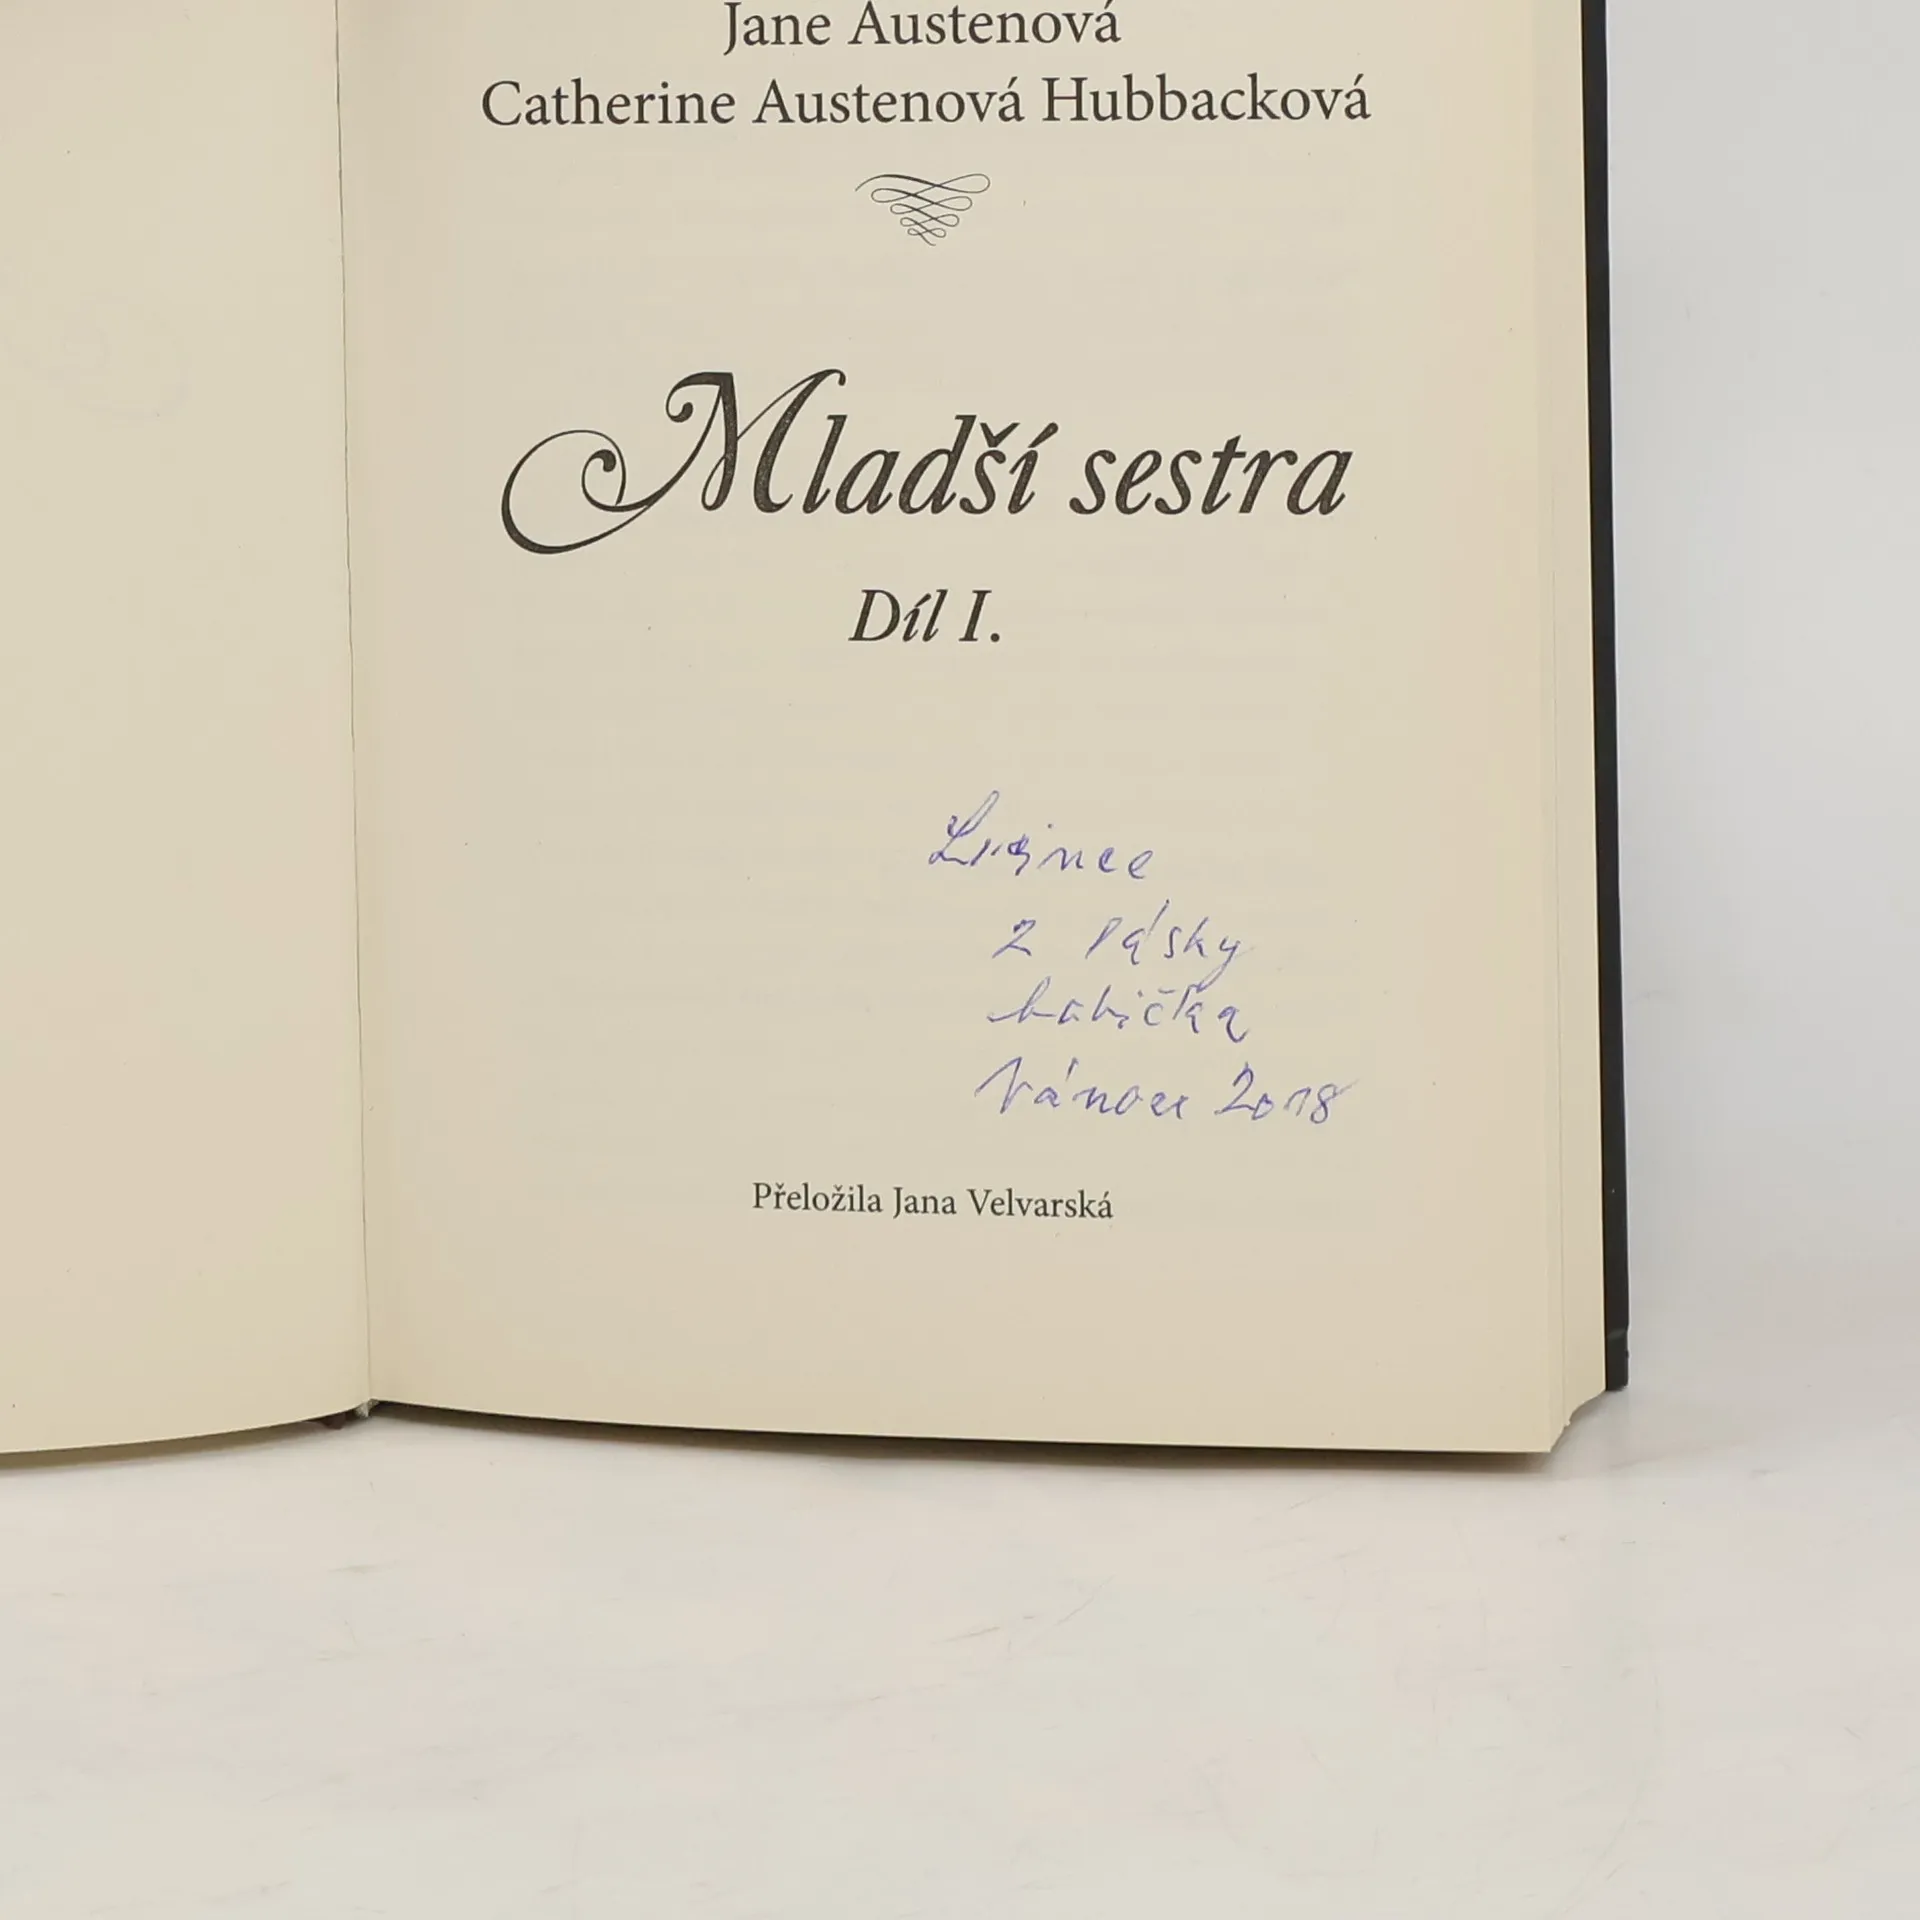 Jane Austenová
Catherine Austenová Hubbacková
Mladší sestra
Díl I.
z lásky
babička
Vánoce 2018
Přeložila Jana Velvarská